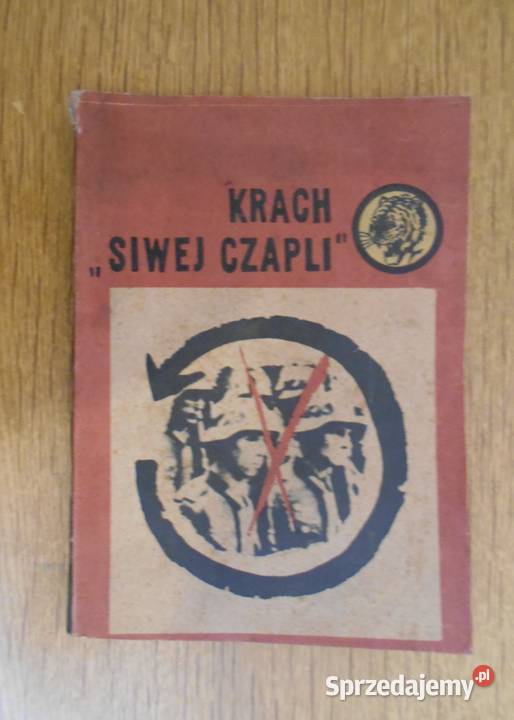 KRACH
„SIWEJ CZAPLI"
Sprzedajemy.pl